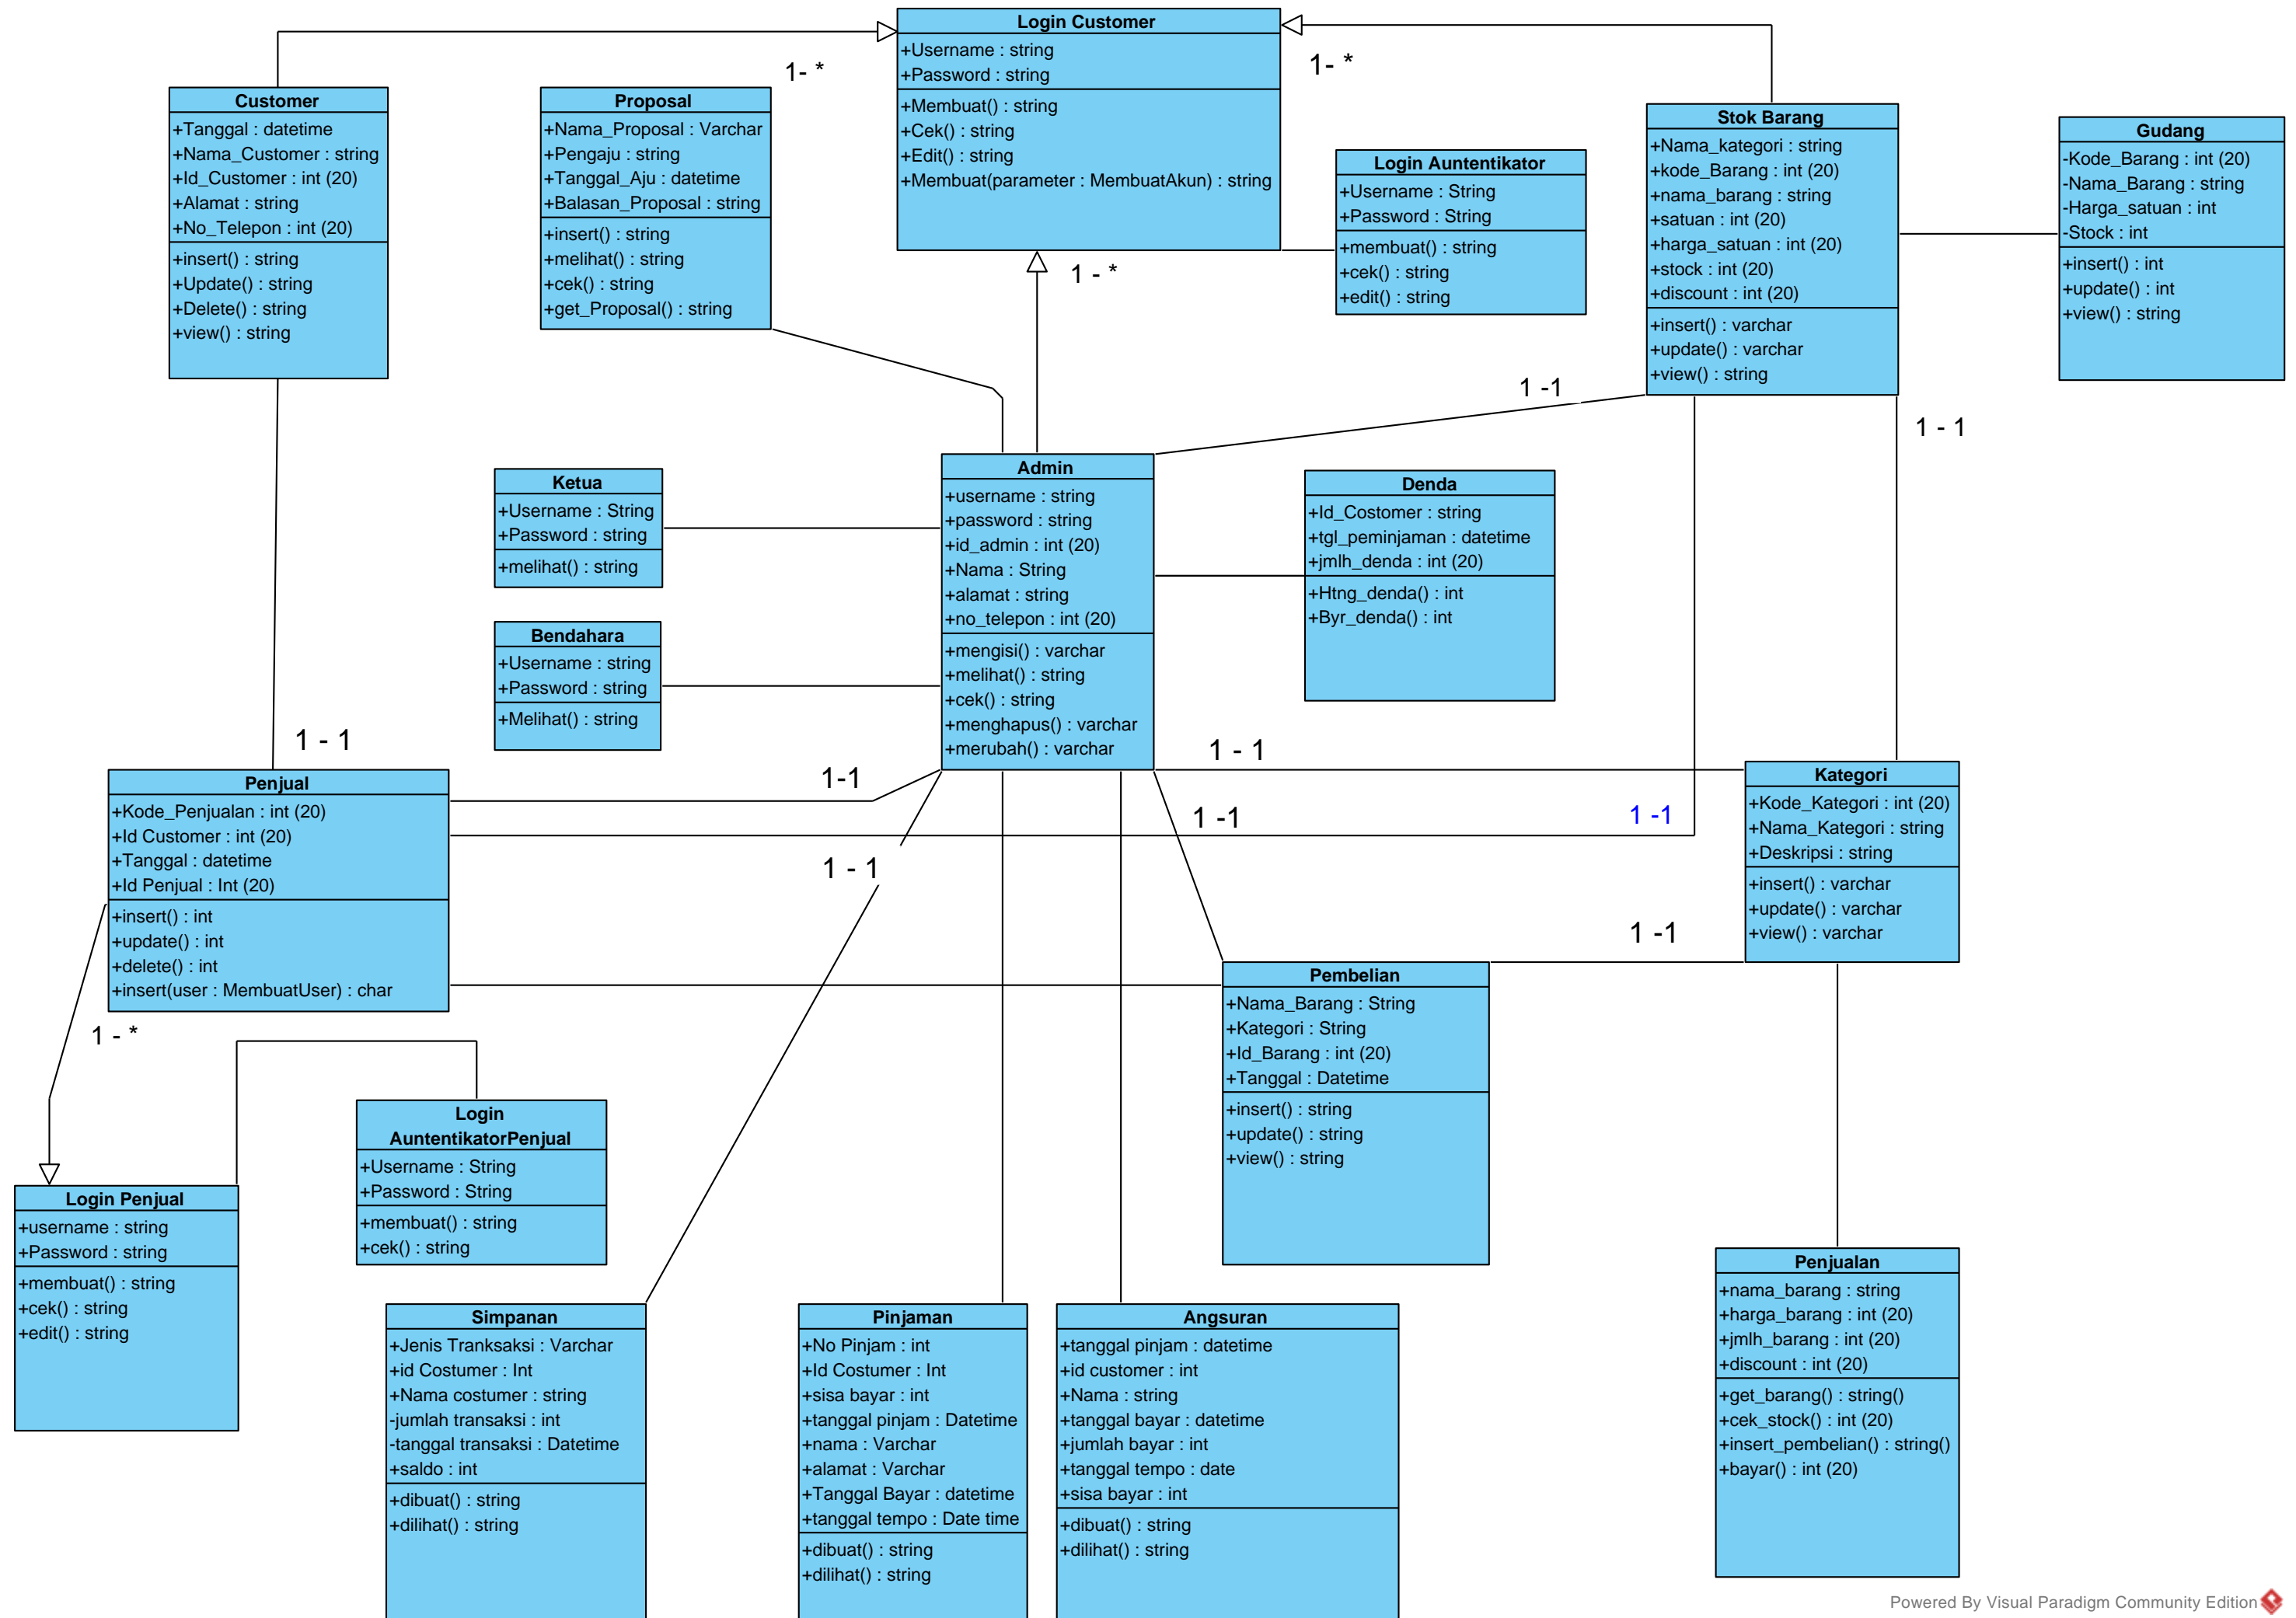 Login Customer
+Username : string
+Password : string
+Membuat() : string
+Cek() : string
+Edit() : string
+Membuat(parameter : MembuatAkun) : string
1- *
1- *
1 - *
Customer
+Tanggal : datetime
+Nama_Customer : string
+Id_Customer : int (20)
+Alamat : string
+No_Telepon : int (20)
+insert() : string
+Update() : string
+Delete() : string
+view() : string
Proposal
+Nama_Proposal : Varchar
+Pengaju : string
+Tanggal_Aju : datetime
+Balasan_Proposal : string
+insert() : string
+melihat() : string
+cek() : string
+get_Proposal() : string
Login Auntentikator
+Username : String
+Password : String
+membuat() : string
+cek() : string
+edit() : string
Stok Barang
+Nama_kategori : string
+kode_Barang : int (20)
+nama_barang : string
+satuan : int (20)
+harga_satuan : int (20)
+stock : int (20)
+discount : int (20)
+insert() : varchar
+update() : varchar
+view() : string
Gudang
-Kode_Barang : int (20)
-Nama_Barang : string
-Harga_satuan : int
-Stock : int
+insert() : int
+update() : int
+view() : string
1 -1
1 - 1
Ketua
+Username : String
+Password : string
+melihat() : string
Bendahara
+Username : string
+Password : string
+Melihat() : string
Admin
+username : string
+password : string
+id_admin : int (20)
+Nama : String
+alamat : string
+no_telepon : int (20)
+mengisi() : varchar
+melihat() : string
+cek() : string
+menghapus() : varchar
+merubah() : varchar
Denda
+Id_Costomer : string
+tgl_peminjaman : datetime
+jmlh_denda : int (20)
+Htng_denda() : int
+Byr_denda() : int
1 - 1
1-1
1 - 1
1 -1
1 -1
1 - 1
Penjual
+Kode_Penjualan : int (20)
+Id Customer : int (20)
+Tanggal : datetime
+Id Penjual : Int (20)
+insert() : int
+update() : int
+delete() : int
+insert(user : MembuatUser) : char
1 - *
Kategori
+Kode_Kategori : int (20)
+Nama_Kategori : string
+Deskripsi : string
+insert() : varchar
+update() : varchar
+view() : varchar
1 -1
Pembelian
+Nama_Barang : String
+Kategori : String
+Id_Barang : int (20)
+Tanggal : Datetime
+insert() : string
+update() : string
+view() : string
Login
AuntentikatorPenjual
+Username : String
+Password : String
+membuat() : string
+cek() : string
Login Penjual
+username : string
+Password : string
+membuat() : string
+cek() : string
+edit() : string
Simpanan
+Jenis Tranksaksi : Varchar
+id Costumer : Int
+Nama costumer : string
-jumlah transaksi : int
-tanggal transaksi : Datetime
+saldo : int
+dibuat() : string
+dilihat() : string
Pinjaman
+No Pinjam : int
+Id Costumer : Int
+sisa bayar : int
+tanggal pinjam : Datetime
+nama : Varchar
+alamat : Varchar
+Tanggal Bayar : datetime
+tanggal tempo : Date time
+dibuat() : string
+dilihat() : string
Angsuran
+tanggal pinjam : datetime
+id customer : int
+Nama : string
+tanggal bayar : datetime
+jumlah bayar : int
+tanggal tempo : date
+sisa bayar : int
+dibuat() : string
+dilihat() : string
Penjualan
+nama_barang : string
+harga_barang : int (20)
+jmlh_barang : int (20)
+discount : int (20)
+get_barang() : string()
+cek_stock() : int (20)
+insert_pembelian() : string()
+bayar() : int (20)
Powered By Visual Paradigm Community Edition